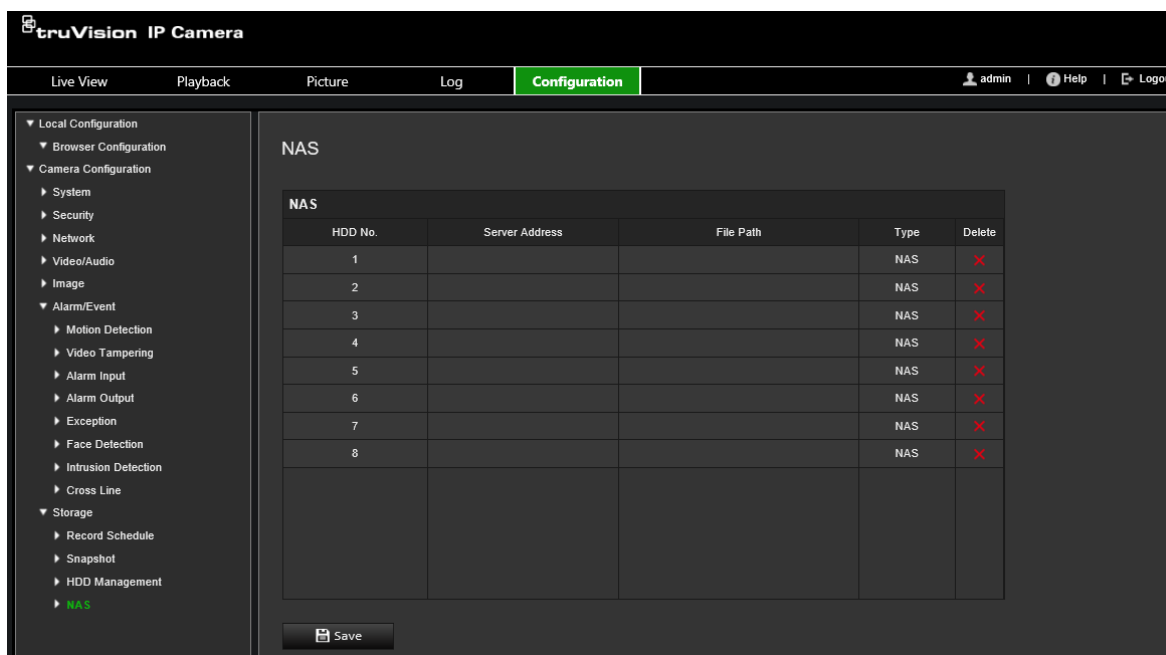 truVision IP Camera
Live View Playback Picture Log Configuration admin | Help |
Local Configuration
Browser Configuration
Camera Configuration
System
Security
Network
Video/Audio
Image
Alarm/Event
Motion Detection
Video Tampering
Alarm Input
Alarm Output
Exception
Face Detection
Intrusion Detection
Cross Line
Storage
Record Schedule
Snapshot
HDD Management
NAS
NAS
NAS
HDD No. Server Address File Path Type Delete
1 NAS
2 NAS
3 NAS
4 NAS
5 NAS
6 NAS
7 NAS
8 NAS
Save